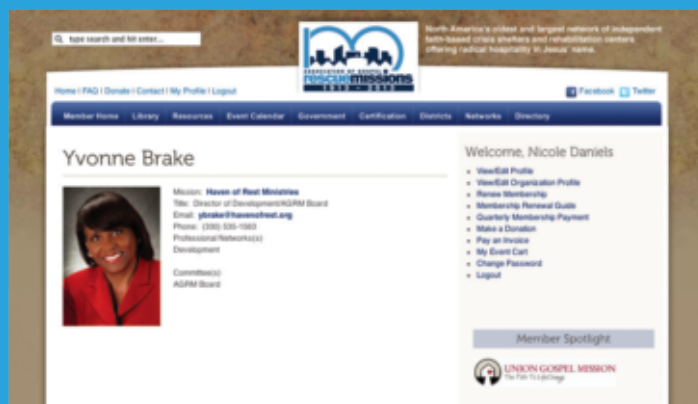 type search and hit enter...
ASSOCIATION OF GOSPEL
rescuemissions
1913 - 2013
North America's oldest and largest network of independent
faith-based crisis shelters and rehabilitation centers
offering radical hospitality in Jesus' name.
Home | FAQ | Donate | Contact | My Profile | Logout
Facebook Twitter
Member Home Library Resources Event Calendar Government Certification Districts Networks Directory
Yvonne Brake
Mission: Haven of Rest Ministries
Title: Director of Development/AGRM Board
Email: ybrake@havenofrest.org
Phone: (330) 535-1563
Professional Networks(s)
Development
Committee(s)
AGRM Board
Welcome, Nicole Daniels
View/Edit Profile
View/Edit Organization Profile
Renew Membership
Membership Renewal Guide
Quarterly Membership Payment
Make a Donation
Pay an Invoice
My Event Cart
Change Password
Logout
Member Spotlight
UNION GOSPEL MISSION
The Path To LifeChange